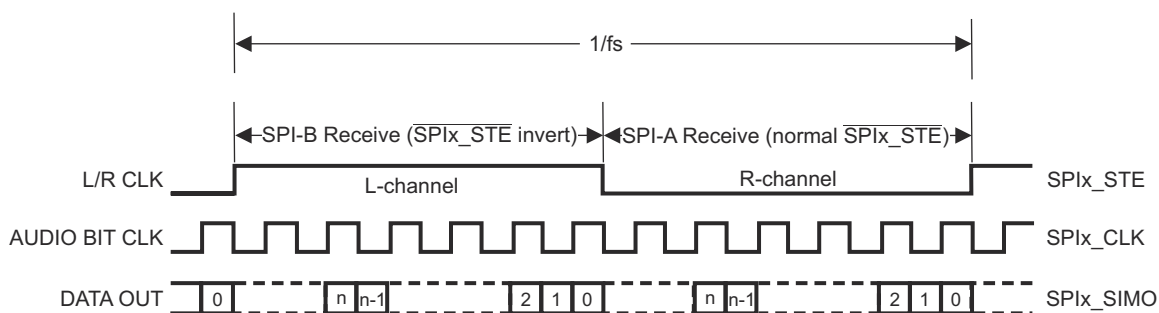 1/fs
SPI-B Receive (SPIx_STE invert) SPI-A Receive (normal SPIx_STE)
L/R CLK L-channel R-channel SPIx_STE
AUDIO BIT CLK SPIx_CLK
DATA OUT 0 n n-1 2 1 0 n n-1 2 1 0 SPIx_SIMO